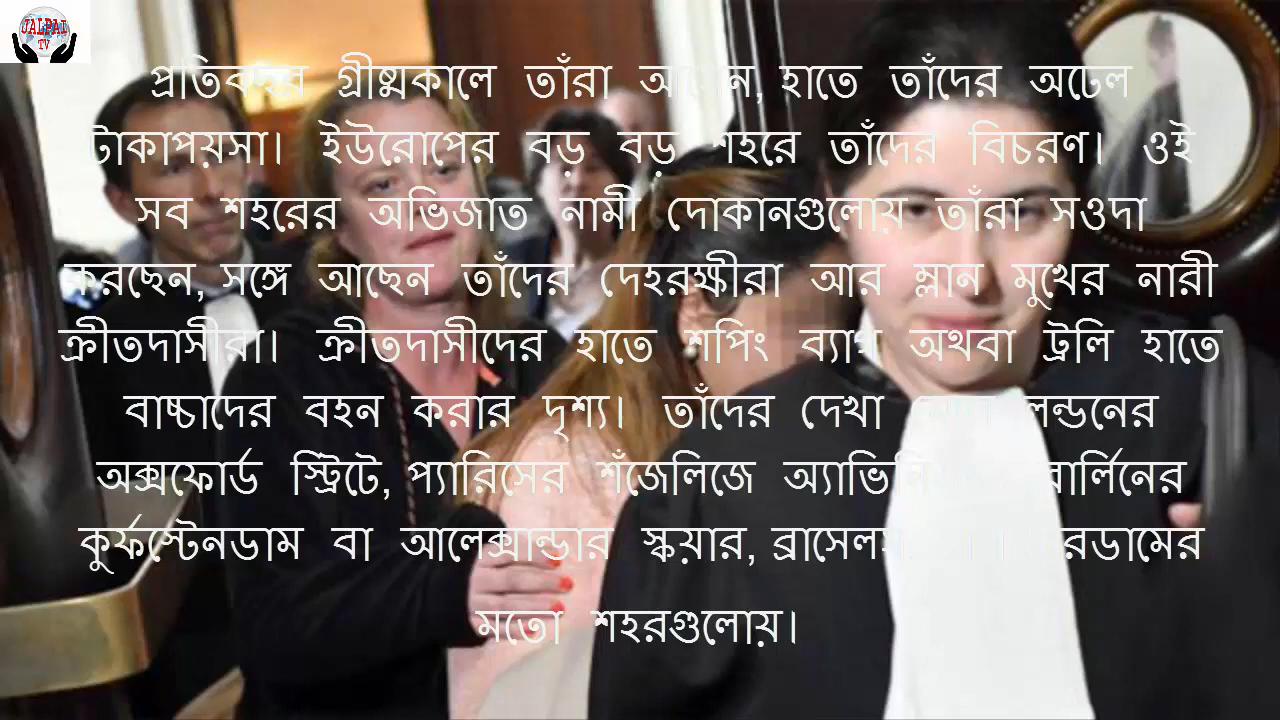 JALPAI
TV
প্রতিবছর গ্রীষ্মকালে তাঁরা আসেন, হাতে তাঁদের অঢেল
টাকাপয়সা। ইউরোপের বড় বড় শহরে তাঁদের বিচরণ। ওই
সব শহরের অভিজাত নামী দোকানগুলোয় তাঁরা সওদা
করছেন, সঙ্গে আছেন তাঁদের দেহরক্ষীরা আর ম্লান মুখের নারী
ক্রীতদাসীরা। ক্রীতদাসীদের হাতে শপিং ব্যাগ অথবা ট্রলি হাতে
বাচ্চাদের বহন করার দৃশ্য। তাঁদের দেখা লন্ডনের
অক্সফোর্ড স্ট্রিটে, প্যারিসের শঁজেলিজে বার্লিনের
কুর্ফস্টেনডাম বা আলেক্সান্ডার স্কয়ার,
মতো শহরগুলোয়।